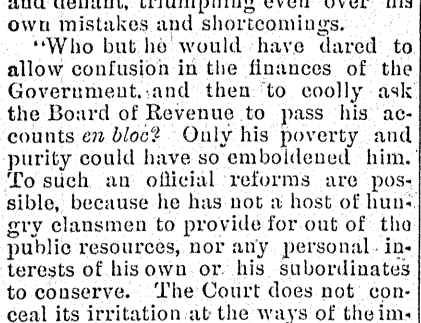 and defiant, triumphing even over his
own mistakes and shortcomings.
"Who but he would have dared to
allow confusion in the finances of the
Government, and then to coolly ask
the Board of Revenue to pass his ac-
counts en bloc? Only his poverty and
purity could have so emboldened him.
To such an official reforms are pos-
sible, because he has not a host of hun-
gry clansmen to provide for out of the
public resources, nor any personal in-
terests of his own or his subordinates
to conserve. The Court does not con-
ceal its irritation at the ways of the im-